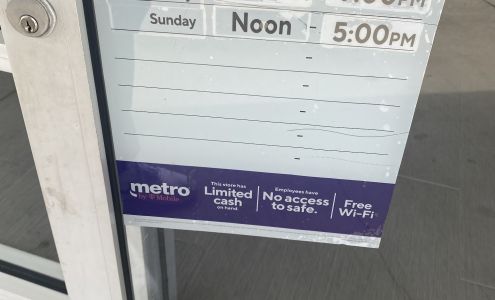 Sunday Noon - 5:00PM
-
-
-
-
metro
by T Mobile
This store has
Limited
cash
on hand.
Employees have
No access
to safe.
Free
Wi-Fi